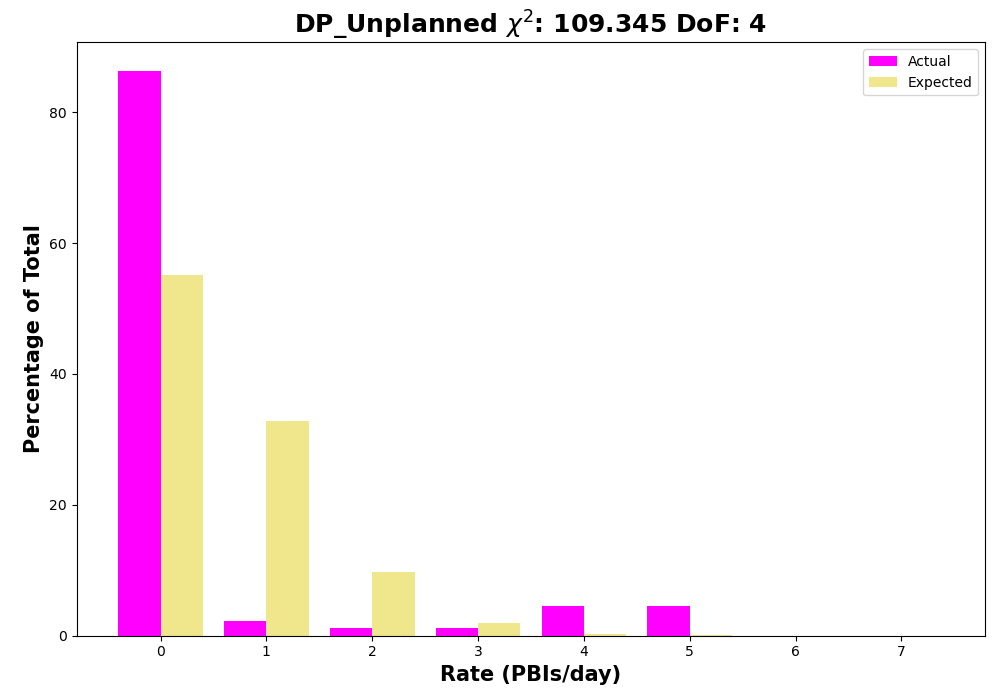 DP_Unplanned χ²: 109.345 DoF: 4
Actual
Expected
Percentage of Total
80
60
40
20
0
0 1 2 3 4 5 6 7
Rate (PBIs/day)